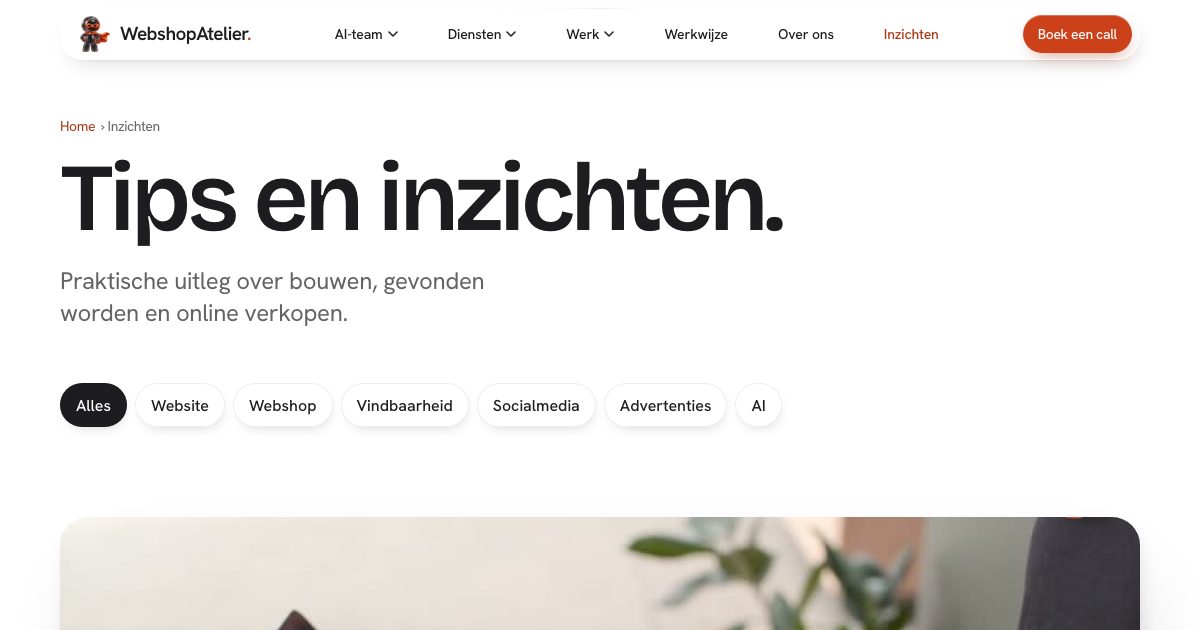 WebshopAtelier.
AI-team
Diensten
Werk
Werkwijze
Over ons
Inzichten
Boek een call
Home › Inzichten
Tips en inzichten.
Praktische uitleg over bouwen, gevonden
worden en online verkopen.
Alles
Website
Webshop
Vindbaarheid
Socialmedia
Advertenties
AI